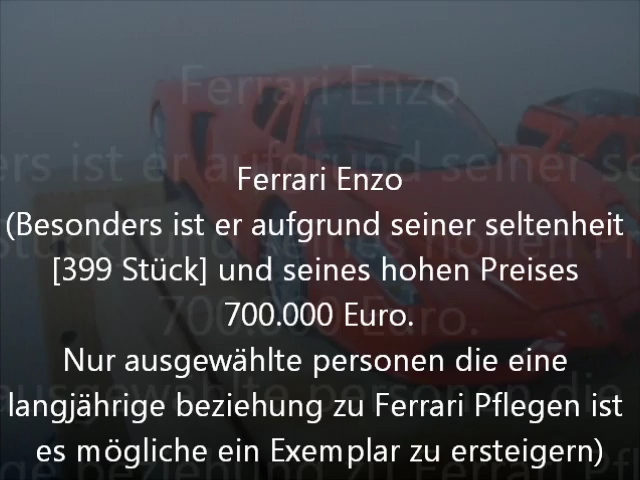 Ferrari Enzo
(Besonders ist er aufgrund seiner seltenheit
[399 Stück] und seines hohen Preises
700.000 Euro.
Nur ausgewählte personen die eine
langjährige beziehung zu Ferrari Pflegen ist
es mögliche ein Exemplar zu ersteigern)